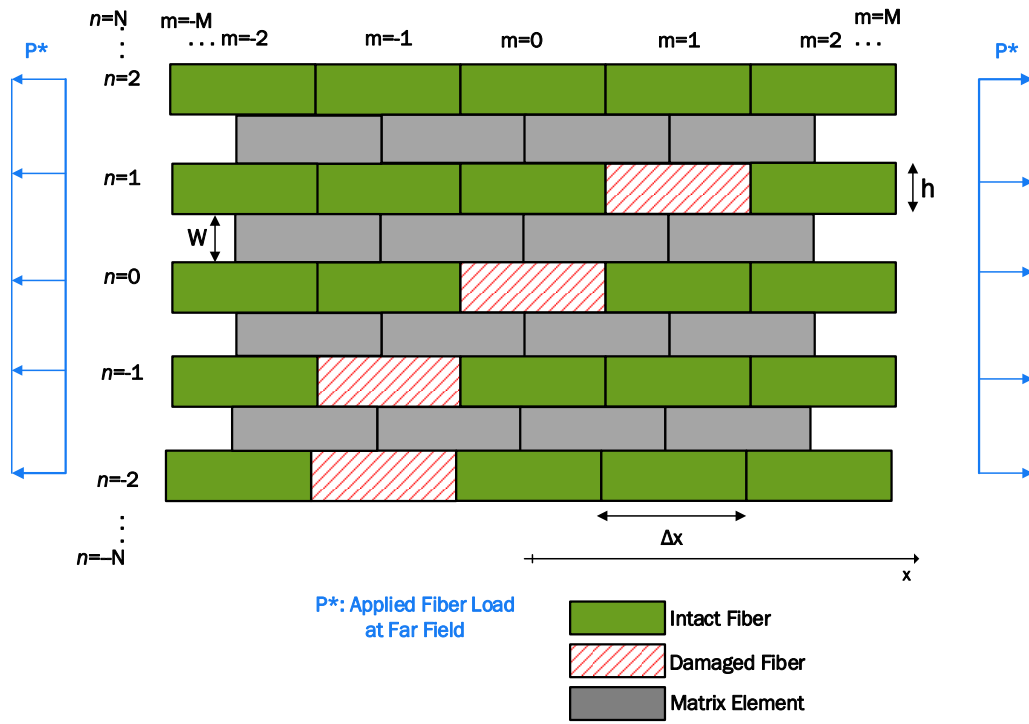 n=N
m=-M
m=M
... m=-2
m=-1
m=0
m=1
m=2 ...
P*
P*
n=2
n=1
h
W
n=0
n=-1
n=-2
Δx
n=–N
x
P*: Applied Fiber Load
at Far Field
Intact Fiber
Damaged Fiber
Matrix Element